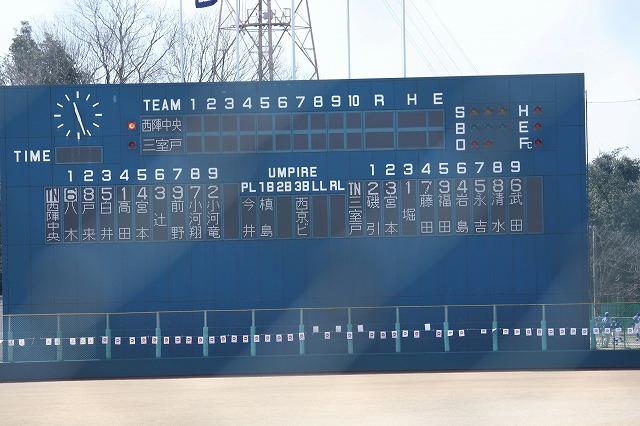 TEAM 1 2 3 4 5 6 7 8 9 10 R H E
西陣中央
三室戸
S H
B E
O Fc
TIME
1 2 3 4 5 6 7 8 9
UMPIRE
1 2 3 4 5 6 7 8 9
PL 1B 2B 3B LL RL
IN 西陣中央
6 八木
8 戸来
5 白井
1 高田
4 宮本
3 辻
9 前野
7 小河翔
2 小河竜
今井
槙島
西京ビ
IN 三室戸
2 磯引
3 宮本
1 堀
7 藤田
9 福田
4 岩島
5 永吉
8 清水
6 武田